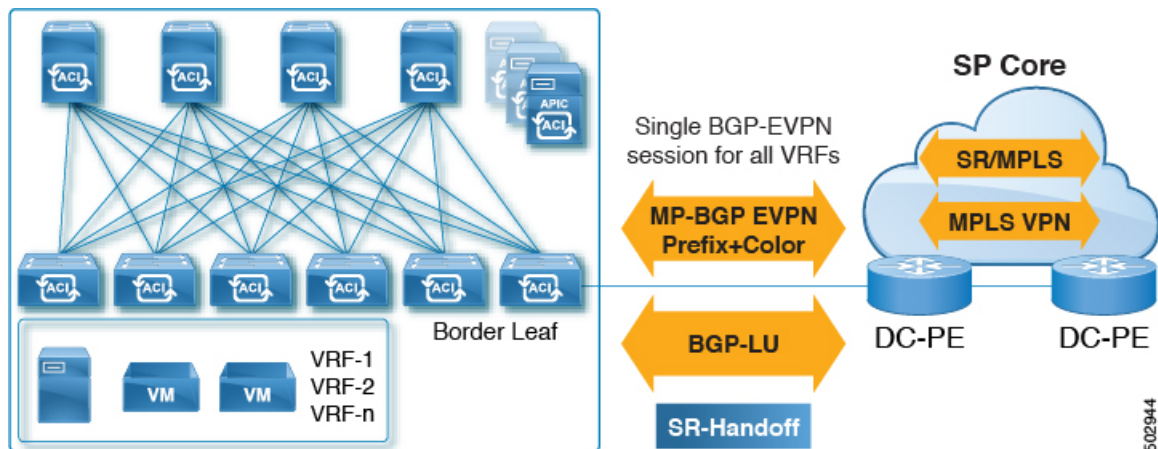 ACI
ACI
ACI
ACI
APIC
ACI
SP Core
Single BGP-EVPN
session for all VRFs
SR/MPLS
MP-BGP EVPN
Prefix+Color
MPLS VPN
ACI
ACI
ACI
ACI
ACI
ACI
Border Leaf
BGP-LU
DC-PE
DC-PE
VM
VM
VRF-1
VRF-2
VRF-n
SR-Handoff
502944